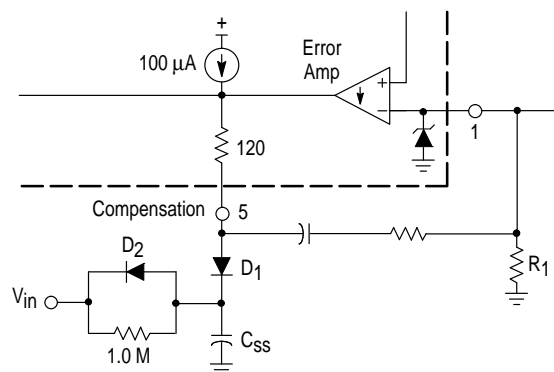 +
100 µA
Error
Amp
+
−
1
120
Compensation
5
D2
D1
R1
Vin
Css
1.0 M